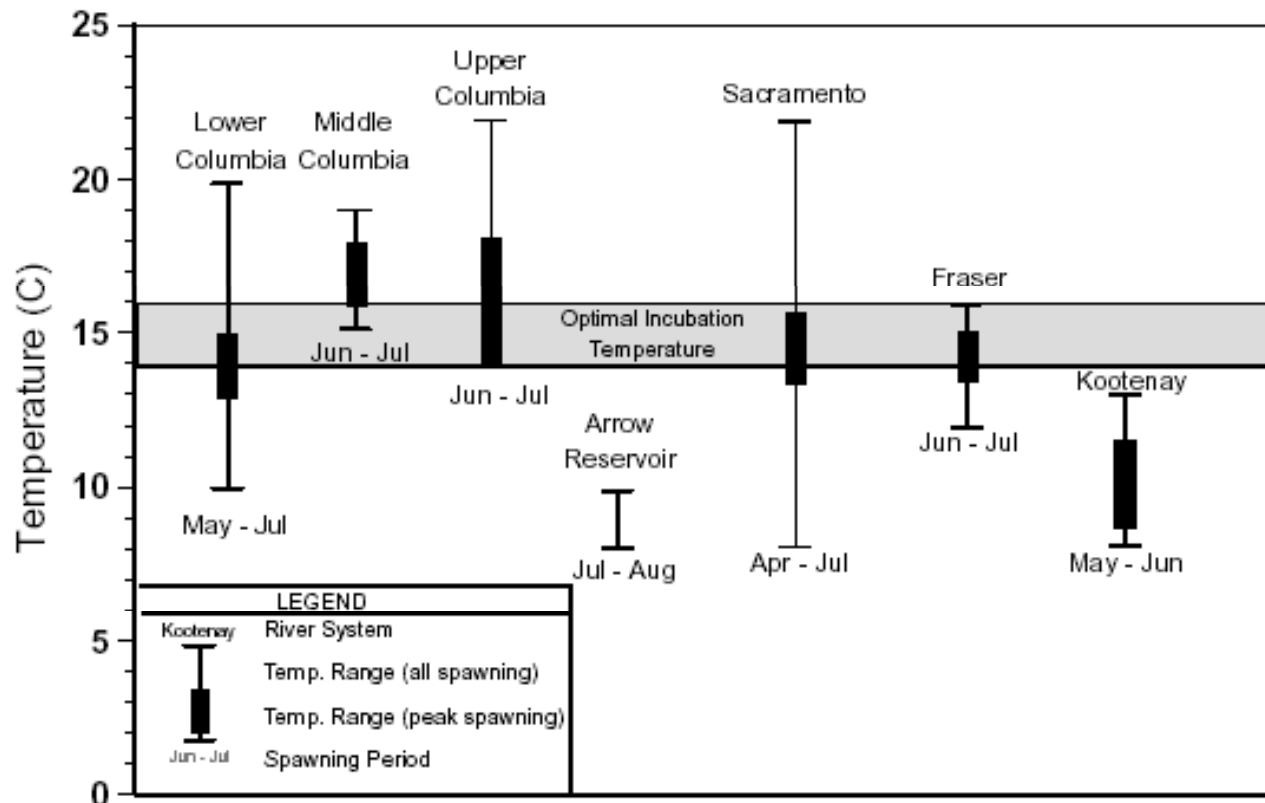 25
20
15
10
5
0
Temperature (C)
Lower
Columbia
May - Jul
Middle
Columbia
Jun - Jul
Upper
Columbia
Jun - Jul
Optimal Incubation
Temperature
Arrow
Reservoir
Jul - Aug
Sacramento
Apr - Jul
Fraser
Jun - Jul
Kootenay
May - Jun
LEGEND
Kootenay River System
Temp. Range (all spawning)
Temp. Range (peak spawning)
Jun - Jul Spawning Period